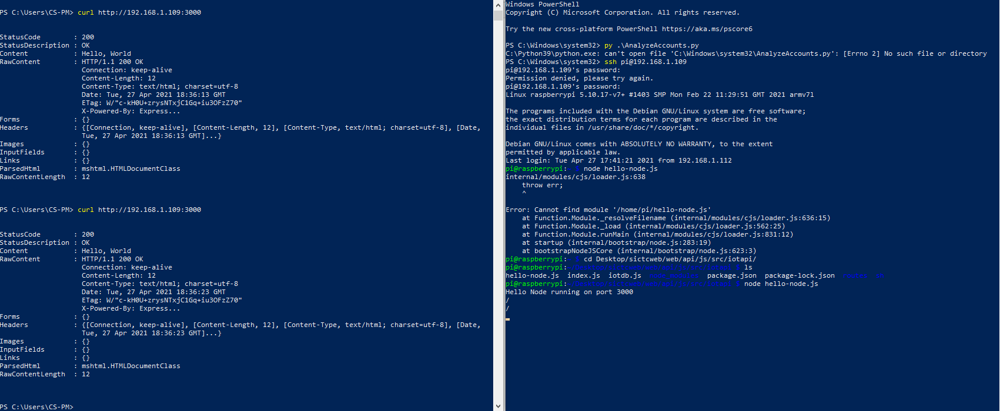 PS C:\Users\CS-PM> curl http://192.168.1.109:3000
StatusCode        : 200
StatusDescription : OK
Content           : Hello, World
RawContent        : HTTP/1.1 200 OK
                    Connection: keep-alive
                    Content-Length: 12
                    Content-Type: text/html; charset=utf-8
                    Date: Tue, 27 Apr 2021 18:36:13 GMT
                    ETag: W/"c-kH0U+zrysNTxjC1Gq+iu3OFzZ70"
                    X-Powered-By: Express...
Forms             : {}
Headers           : {[Connection, keep-alive], [Content-Length, 12], [Content-Type, text/html; charset=utf-8], [Date,
                    Tue, 27 Apr 2021 18:36:13 GMT]...}
Images            : {}
InputFields       : {}
Links             : {}
ParsedHtml        : mshtml.HTMLDocumentClass
RawContentLength  : 12
PS C:\Users\CS-PM> curl http://192.168.1.109:3000
StatusCode        : 200
StatusDescription : OK
Content           : Hello, World
RawContent        : HTTP/1.1 200 OK
                    Connection: keep-alive
                    Content-Length: 12
                    Content-Type: text/html; charset=utf-8
                    Date: Tue, 27 Apr 2021 18:36:23 GMT
                    ETag: W/"c-kH0U+zrysNTxjC1Gq+iu3OFzZ70"
                    X-Powered-By: Express...
Forms             : {}
Headers           : {[Connection, keep-alive], [Content-Length, 12], [Content-Type, text/html; charset=utf-8], [Date,
                    Tue, 27 Apr 2021 18:36:23 GMT]...}
Images            : {}
InputFields       : {}
Links             : {}
ParsedHtml        : mshtml.HTMLDocumentClass
RawContentLength  : 12
PS C:\Users\CS-PM>
Windows PowerShell
Copyright (C) Microsoft Corporation. All rights reserved.
Try the new cross-platform PowerShell https://aka.ms/pscore6
PS C:\Windows\system32> py .\AnalyzeAccounts.py
C:\Python39\python.exe: can't open file 'C:\Windows\system32\AnalyzeAccounts.py': [Errno 2] No such file or directory
PS C:\Windows\system32> ssh pi@192.168.1.109
pi@192.168.1.109's password:
Permission denied, please try again.
pi@192.168.1.109's password:
Linux raspberrypi 5.10.17-v7+ #1403 SMP Mon Feb 22 11:29:51 GMT 2021 armv7l
The programs included with the Debian GNU/Linux system are free software;
the exact distribution terms for each program are described in the
individual files in /usr/share/doc/*/copyright.
Debian GNU/Linux comes with ABSOLUTELY NO WARRANTY, to the extent
permitted by applicable law.
Last login: Tue Apr 27 17:41:21 2021 from 192.168.1.112
pi@raspberrypi:~ $ node hello-node.js
internal/modules/cjs/loader.js:638
    throw err;
    ^
Error: Cannot find module '/home/pi/hello-node.js'
    at Function.Module._resolveFilename (internal/modules/cjs/loader.js:636:15)
    at Function.Module._load (internal/modules/cjs/loader.js:562:25)
    at Function.Module.runMain (internal/modules/cjs/loader.js:831:12)
    at startup (internal/bootstrap/node.js:283:19)
    at bootstrapNodeJSCore (internal/bootstrap/node.js:623:3)
pi@raspberrypi:~ $ cd Desktop/sictcweb/web/api/js/src/iotapi/
pi@raspberrypi:~/Desktop/sictcweb/web/api/js/src/iotapi $ ls
hello-node.js  index.js  iotdb.js  node_modules  package.json  package-lock.json
pi@raspberrypi:~/Desktop/sictcweb/web/api/js/src/iotapi $ node hello-node.js
Hello Node running on port 3000
/
/